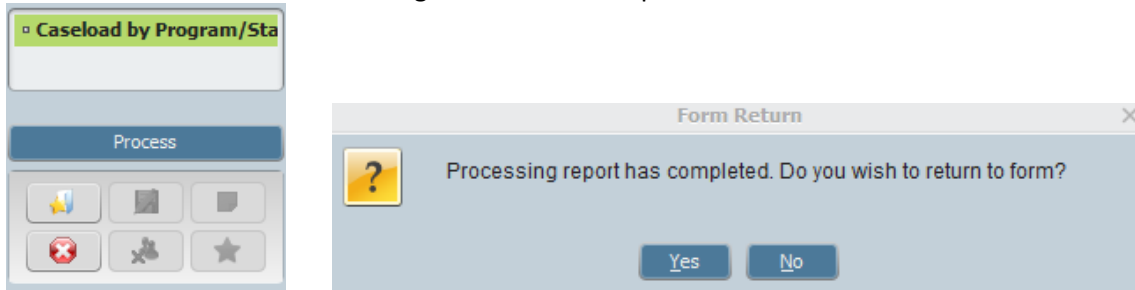 Caseload by Program/Sta
Process
Form Return
Processing report has completed. Do you wish to return to form?
Yes
No